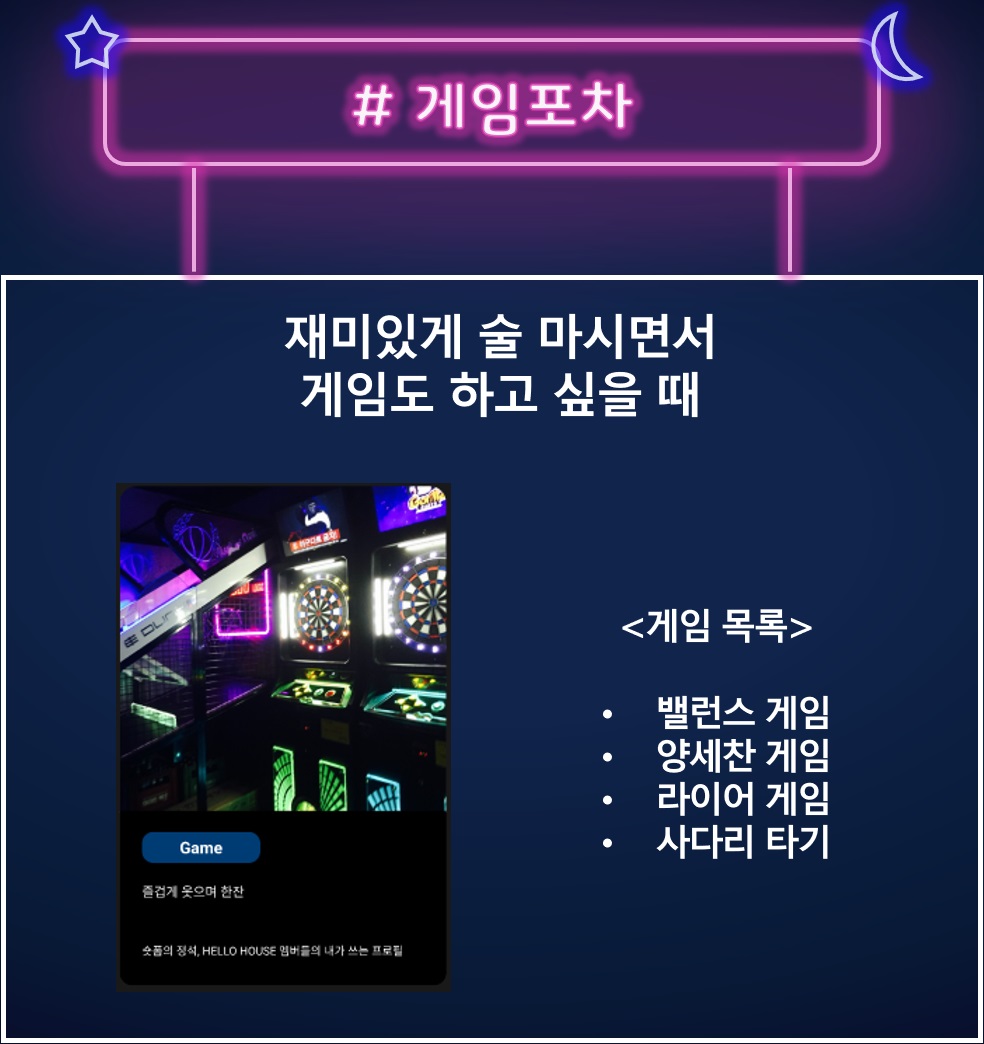 # 게임포차
재미있게 술 마시면서
게임도 하고 싶을 때
<게임 목록>
• 밸런스 게임
• 양세찬 게임
• 라이어 게임
• 사다리 타기
Game
즐겁게 웃으며 한잔
숏폼의 정석, HELLO HOUSE 멤버들의 내가 쓰는 프로필